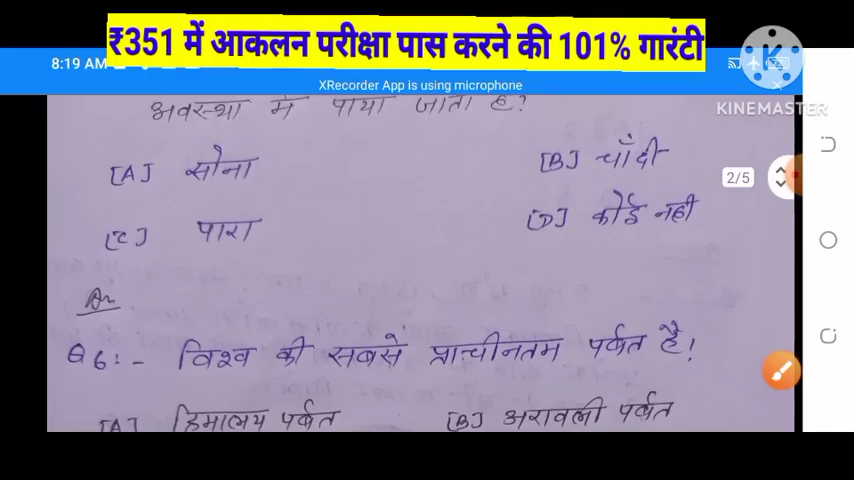 ₹351 में आकलन परीक्षा पास करने की 101% गारंटी
8:19 AM
XRecorder App is using microphone
KINEMASTER
अवस्था में पाया जाता है?
[A] सोना [B] चाँदी
2/5
[C] पारा [D] कोई नही
Ans
Q6:- विश्व की सबसे प्राचीनतम पर्वत है!
[A] हिमालय पर्वत [B] अरावली पर्वत